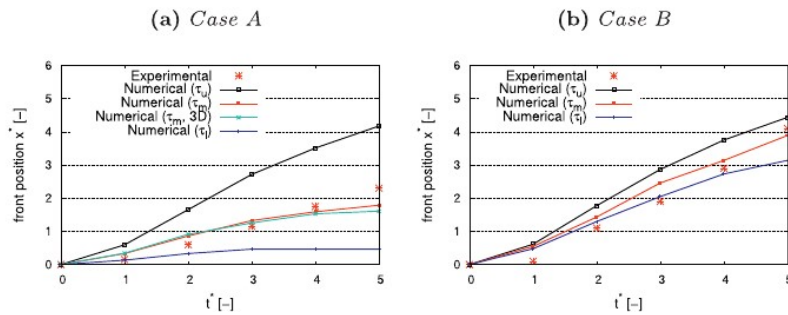 (a) Case A
6
5
4
3
2
1
0
front position x* [–]
Experimental
Numerical (τu)
Numerical (τm)
Numerical (τm, 3D)
Numerical (τl)
0 1 2 3 4 5
t* [–]
(b) Case B
6
5
4
3
2
1
0
front position x* [–]
Experimental
Numerical (τu)
Numerical (τm)
Numerical (τl)
0 1 2 3 4 5
t* [–]